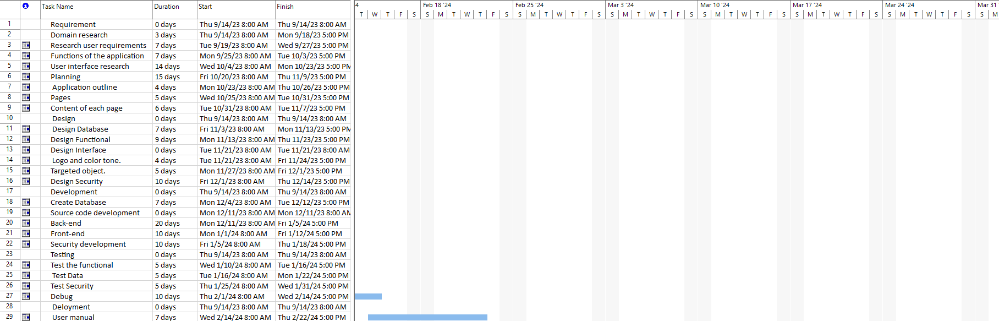 Task Name Duration Start Finish 4 Feb 18 '24 Feb 25 '24 Mar 3 '24 Mar 10 '24 Mar 17 '24 Mar 24 '24 Mar 31
T W T F S S M T W T F S S M T W T F S S M T W T F S S M T W T F S S M T W T F S S M T W T F S S M
1 Requirement 0 days Thu 9/14/23 8:00 AM Thu 9/14/23 8:00 AM
2 Domain research 3 days Thu 9/14/23 8:00 AM Mon 9/18/23 5:00 PM
3 Research user requirements 7 days Tue 9/19/23 8:00 AM Wed 9/27/23 5:00 PM
4 Functions of the application 7 days Mon 9/25/23 8:00 AM Tue 10/3/23 5:00 PM
5 User interface research 14 days Wed 10/4/23 8:00 AM Mon 10/23/23 5:00 PM
6 Planning 15 days Fri 10/20/23 8:00 AM Thu 11/9/23 5:00 PM
7 Application outline 4 days Mon 10/23/23 8:00 AM Thu 10/26/23 5:00 PM
8 Pages 5 days Wed 10/25/23 8:00 AM Tue 10/31/23 5:00 PM
9 Content of each page 6 days Tue 10/31/23 8:00 AM Tue 11/7/23 5:00 PM
10 Design 0 days Thu 9/14/23 8:00 AM Thu 9/14/23 8:00 AM
11 Design Database 7 days Fri 11/3/23 8:00 AM Mon 11/13/23 5:00 PM
12 Design Functional 9 days Mon 11/13/23 8:00 AM Thu 11/23/23 5:00 PM
13 Design Interface 0 days Tue 11/21/23 8:00 AM Tue 11/21/23 8:00 AM
14 Logo and color tone. 4 days Tue 11/21/23 8:00 AM Fri 11/24/23 5:00 PM
15 Targeted object. 5 days Mon 11/27/23 8:00 AM Fri 12/1/23 5:00 PM
16 Design Security 10 days Fri 12/1/23 8:00 AM Thu 12/14/23 5:00 PM
17 Development 0 days Thu 9/14/23 8:00 AM Thu 9/14/23 8:00 AM
18 Create Database 7 days Mon 12/4/23 8:00 AM Tue 12/12/23 5:00 PM
19 Source code development 0 days Mon 12/11/23 8:00 AM Mon 12/11/23 8:00 AM
20 Back-end 20 days Mon 12/11/23 8:00 AM Fri 1/5/24 5:00 PM
21 Front-end 10 days Mon 1/1/24 8:00 AM Fri 1/12/24 5:00 PM
22 Security development 10 days Fri 1/5/24 8:00 AM Thu 1/18/24 5:00 PM
23 Testing 0 days Thu 9/14/23 8:00 AM Thu 9/14/23 8:00 AM
24 Test the functional 5 days Wed 1/10/24 8:00 AM Tue 1/16/24 5:00 PM
25 Test Data 5 days Tue 1/16/24 8:00 AM Mon 1/22/24 5:00 PM
26 Test Security 5 days Thu 1/25/24 8:00 AM Wed 1/31/24 5:00 PM
27 Debug 10 days Thu 2/1/24 8:00 AM Wed 2/14/24 5:00 PM
28 Deloyment 0 days Thu 9/14/23 8:00 AM Thu 9/14/23 8:00 AM
29 User manual 7 days Wed 2/14/24 8:00 AM Thu 2/22/24 5:00 PM